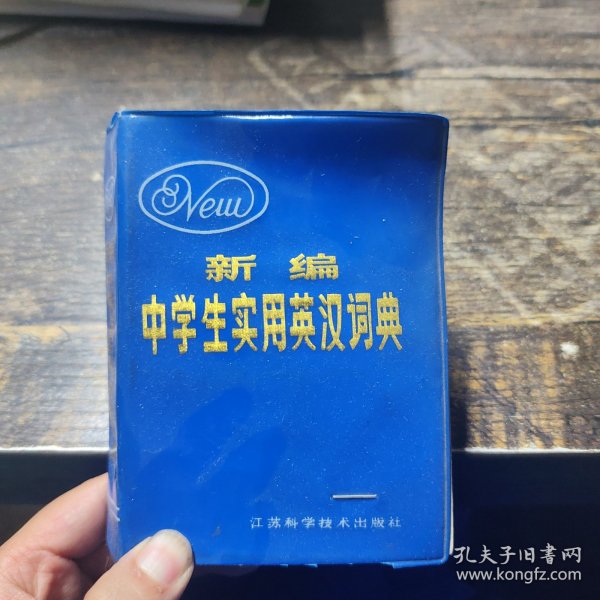 New
新编
中学生实用英汉词典
江苏科学技术出版社
孔夫子旧書网
www.kongfz.com